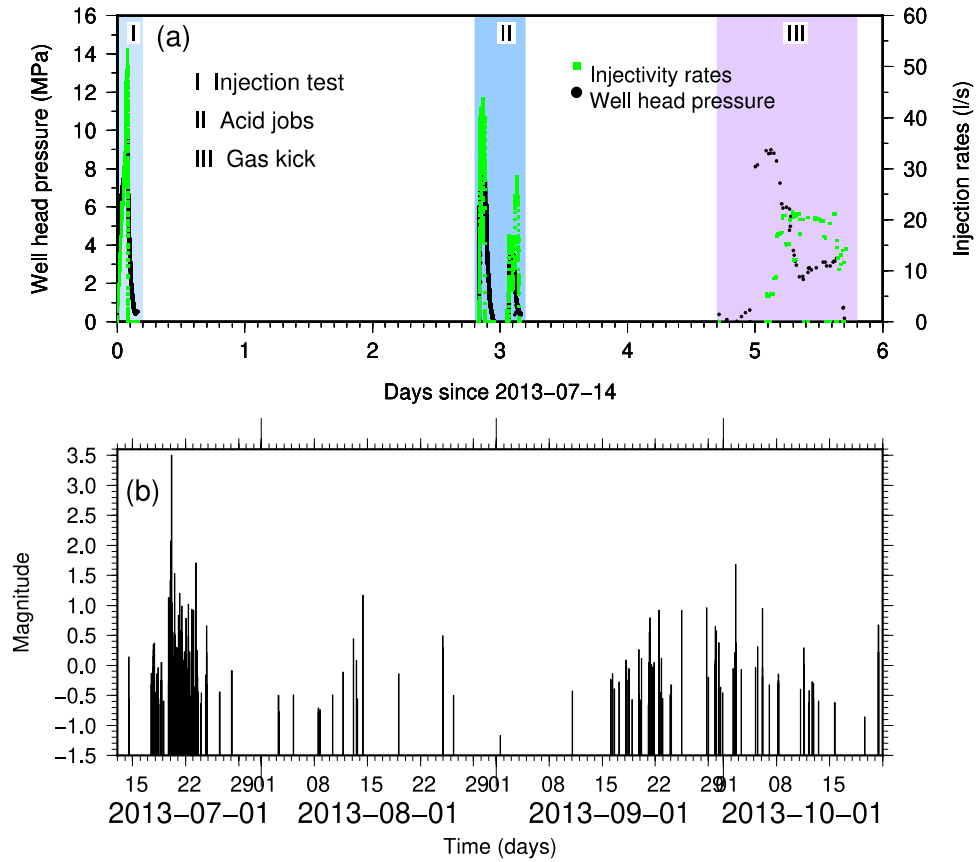 16
14
12
10
8
6
4
2
0
Well head pressure (MPa)
I
(a)
II
III
I Injection test
II Acid jobs
III Gas kick
Injectivity rates
Well head pressure
60
50
40
30
20
10
0
Injection rates (l/s)
0 1 2 3 4 5 6
Days since 2013−07−14
(b)
3.5
3.0
2.5
2.0
1.5
1.0
0.5
0.0
−0.5
−1.0
−1.5
Magnitude
15 22 29 01 08 15 22 29 01 08 15 22 29 01 08 15
2013−07−01 2013−08−01 2013−09−01 2013−10−01
Time (days)